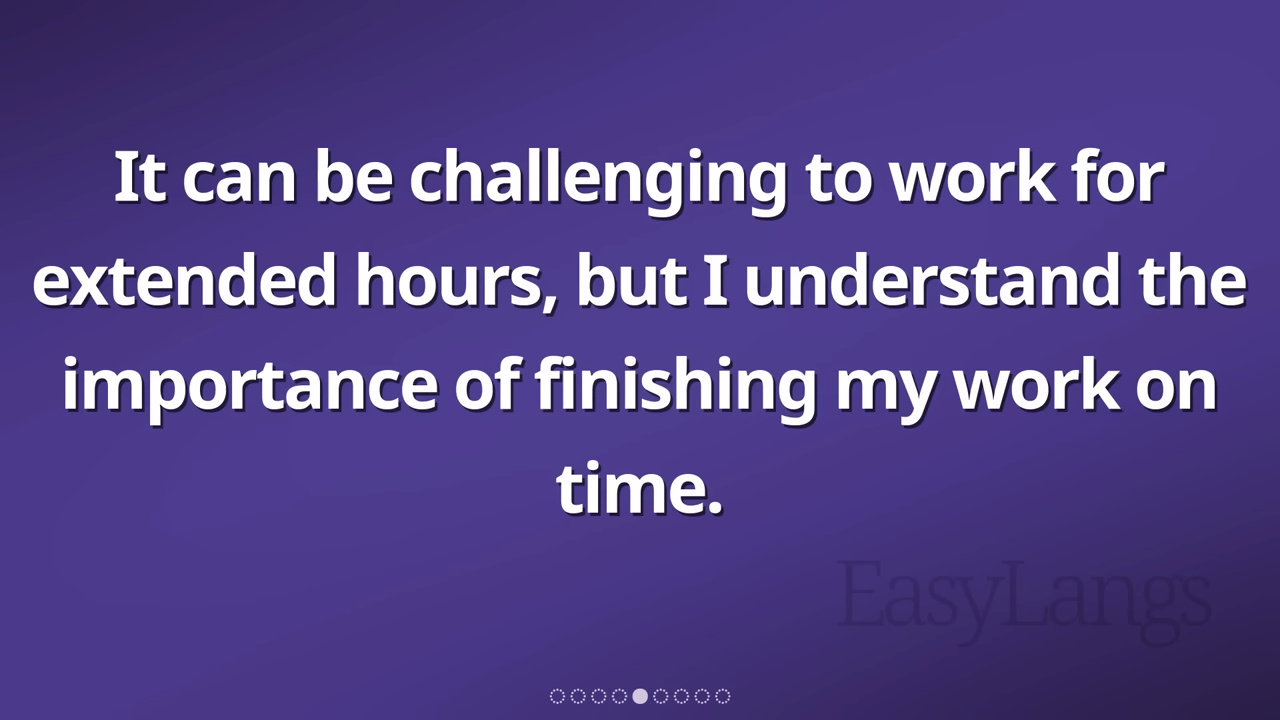 It can be challenging to work for
extended hours, but I understand the
importance of finishing my work on
time.
EasyLangs